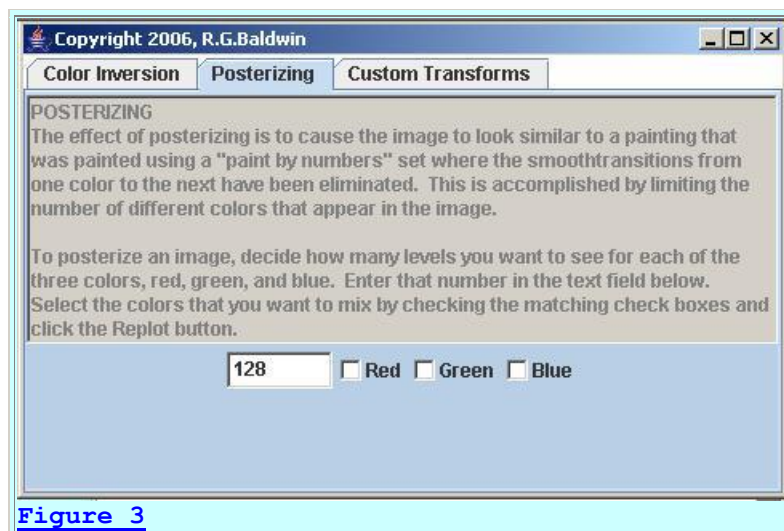 Copyright 2006, R.G.Baldwin
Color Inversion Posterizing Custom Transforms
POSTERIZING
The effect of posterizing is to cause the image to look similar to a painting that
was painted using a "paint by numbers" set where the smoothtransitions from
one color to the next have been eliminated. This is accomplished by limiting the
number of different colors that appear in the image.
To posterize an image, decide how many levels you want to see for each of the
three colors, red, green, and blue. Enter that number in the text field below.
Select the colors that you want to mix by checking the matching check boxes and
click the Replot button.
128 Red Green Blue
Figure 3